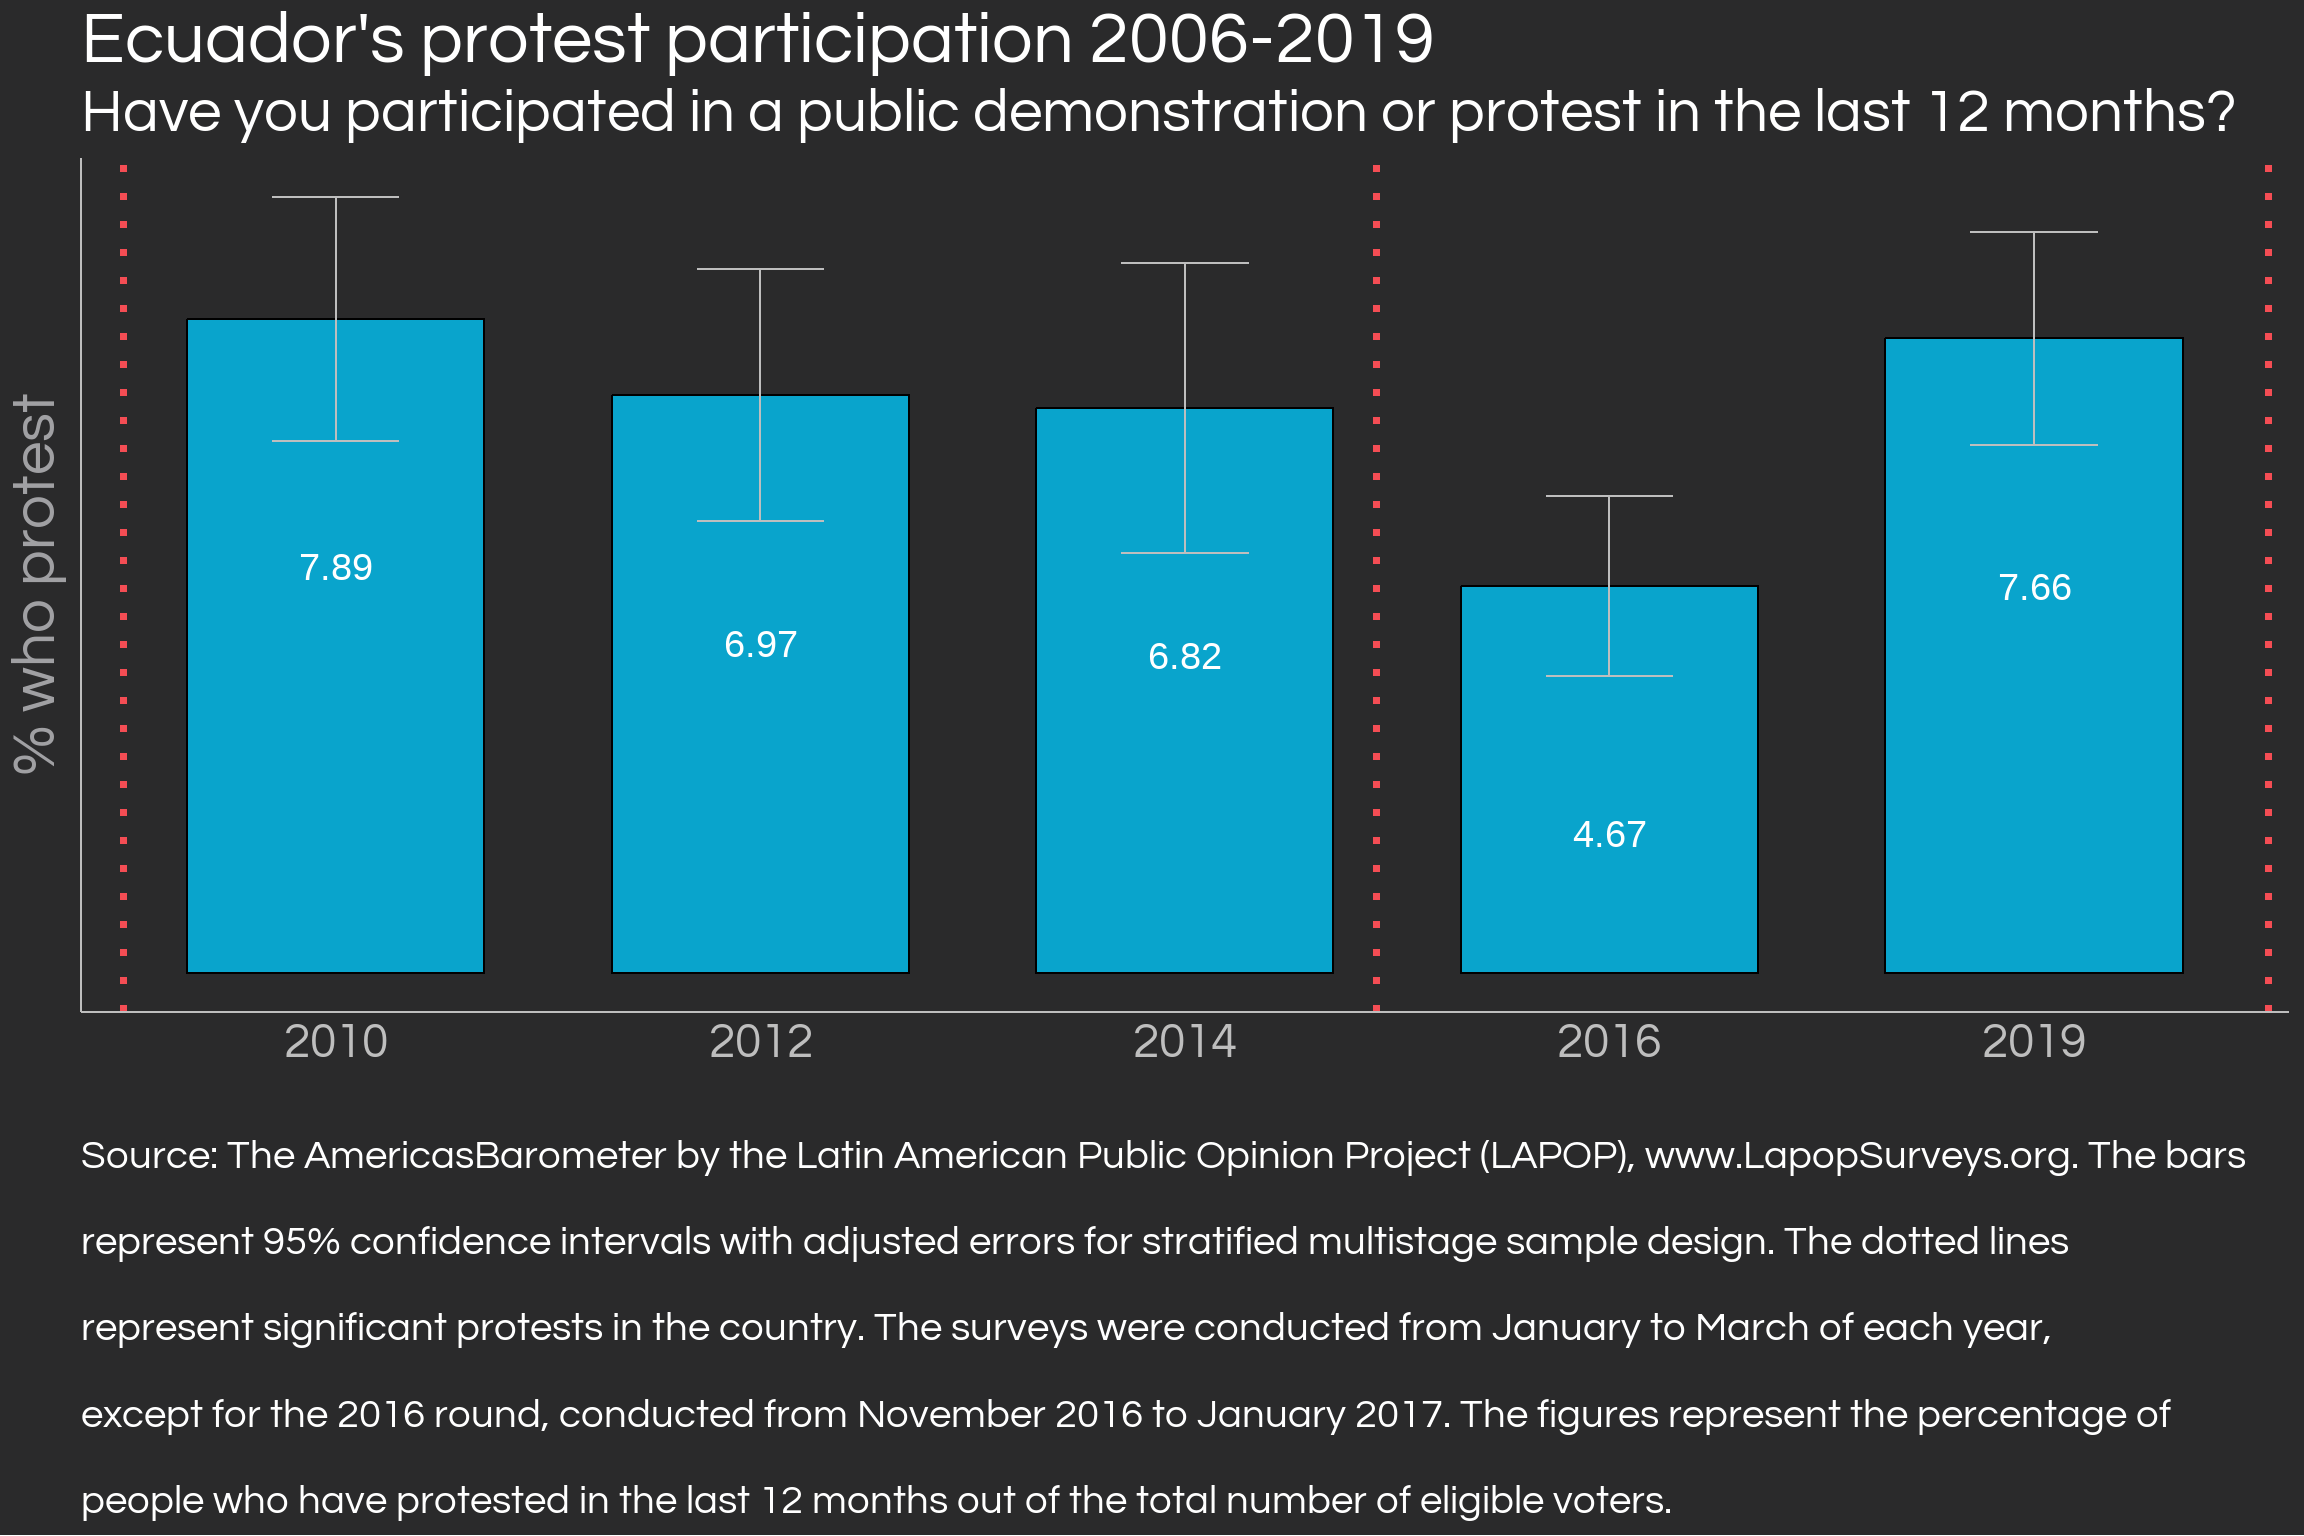 Ecuador's protest participation 2006-2019
Have you participated in a public demonstration or protest in the last 12 months?
% who protest
7.89
6.97
6.82
4.67
7.66
2010
2012
2014
2016
2019
Source: The AmericasBarometer by the Latin American Public Opinion Project (LAPOP), www.LapopSurveys.org. The bars
represent 95% confidence intervals with adjusted errors for stratified multistage sample design. The dotted lines
represent significant protests in the country. The surveys were conducted from January to March of each year,
except for the 2016 round, conducted from November 2016 to January 2017. The figures represent the percentage of
people who have protested in the last 12 months out of the total number of eligible voters.